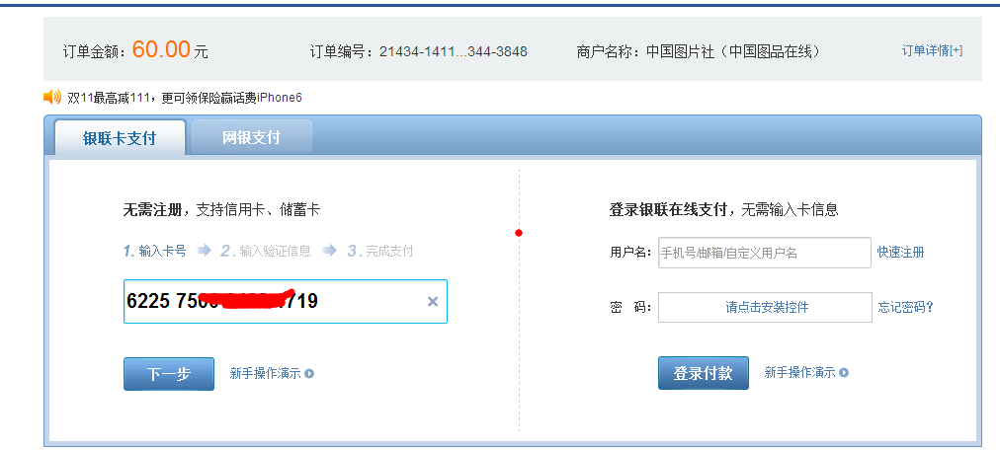 订单金额：60.00元 订单编号：21434-1411...344-3848 商户名称：中国图片社（中国图品在线） 订单详情[+]
双11最高减111，更可领保险赢话费iPhone6
银联卡支付 网银支付
无需注册，支持信用卡、储蓄卡
1.输入卡号 2.输入验证信息 3.完成支付
6225 75 719
下一步 新手操作演示
登录银联在线支付，无需输入卡信息
用户名： 手机号/邮箱/自定义用户名 快速注册
密 码： 请点击安装控件 忘记密码？
登录付款 新手操作演示